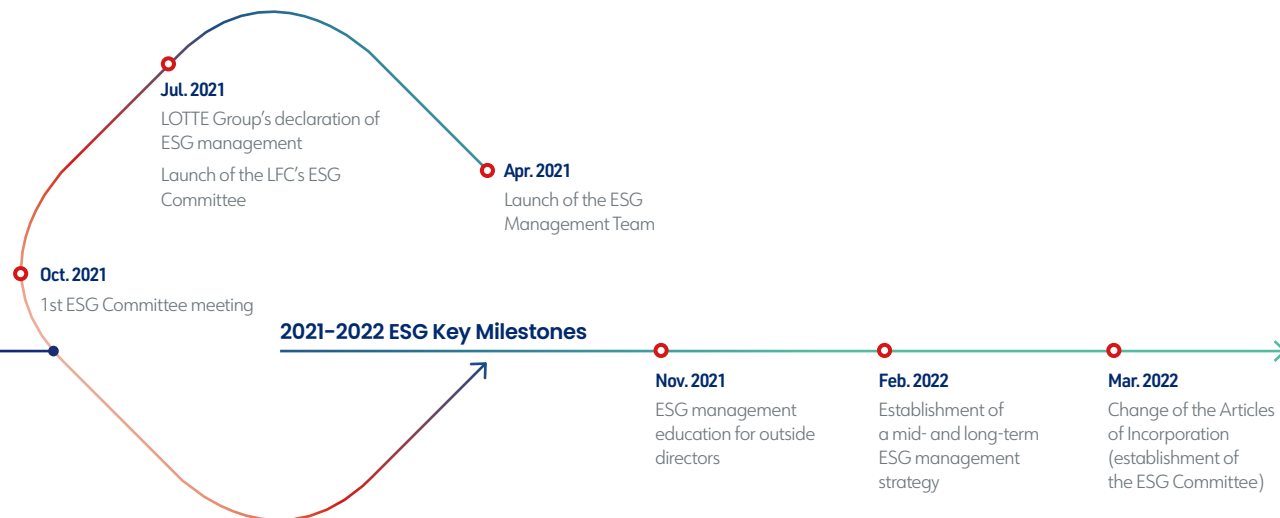 Jul. 2021
LOTTE Group's declaration of
ESG management
Launch of the LFC's ESG
Committee
Apr. 2021
Launch of the ESG
Management Team
Oct. 2021
1st ESG Committee meeting
2021-2022 ESG Key Milestones
Nov. 2021
ESG management
education for outside
directors
Feb. 2022
Establishment of
a mid- and long-term
ESG management
strategy
Mar. 2022
Change of the Articles
of Incorporation
(establishment of
the ESG Committee)